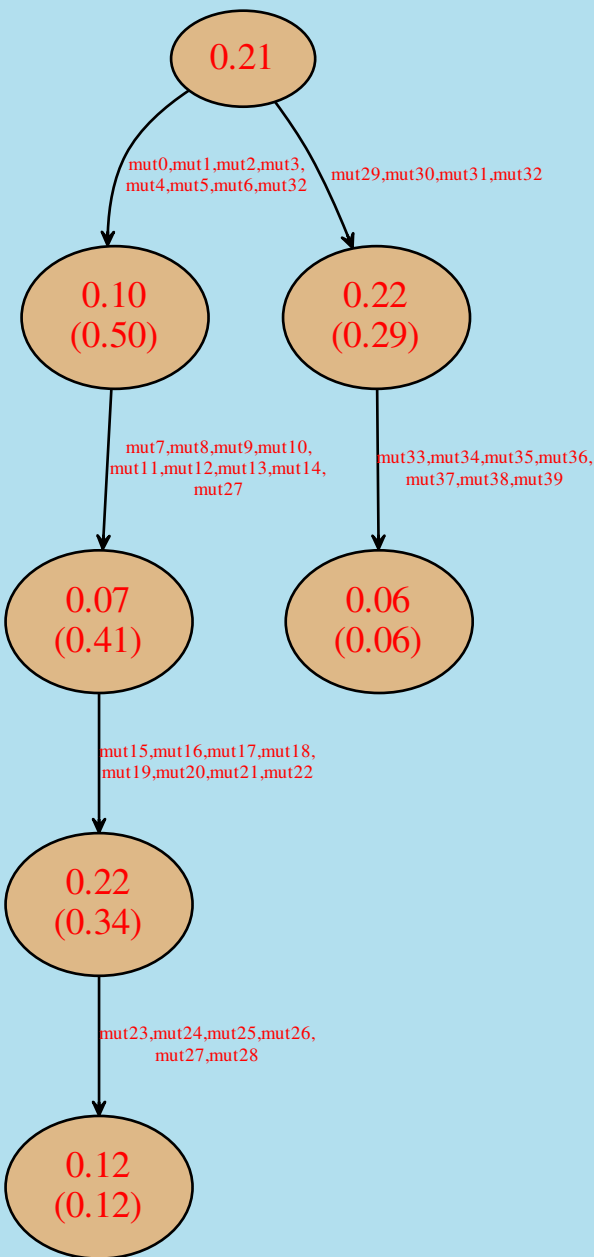 0.21
mut0,mut1,mut2,mut3,
mut4,mut5,mut6,mut32
mut29,mut30,mut31,mut32
0.10
(0.50)
0.22
(0.29)
mut7,mut8,mut9,mut10,
mut11,mut12,mut13,mut14,
mut27
mut33,mut34,mut35,mut36,
mut37,mut38,mut39
0.07
(0.41)
0.06
(0.06)
mut15,mut16,mut17,mut18,
mut19,mut20,mut21,mut22
0.22
(0.34)
mut23,mut24,mut25,mut26,
mut27,mut28
0.12
(0.12)